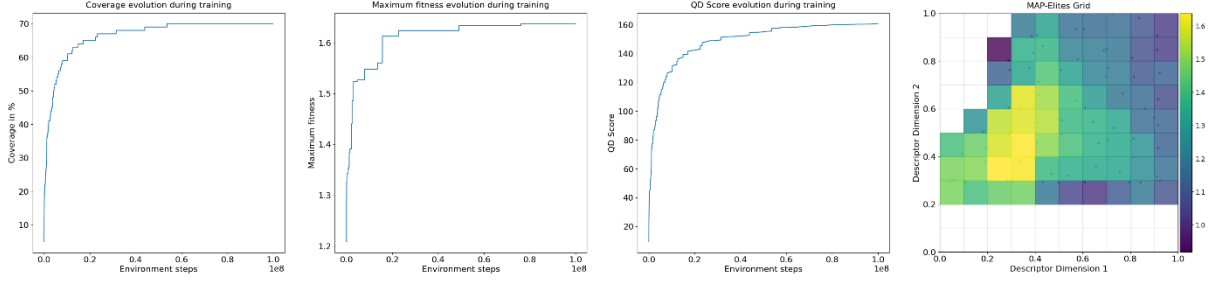 Coverage evolution during training
70
60
50
40
30
20
10
Coverage in %
0.0 0.2 0.4 0.6 0.8 1.0
Environment steps 1e8
Maximum fitness evolution during training
1.6
1.5
1.4
1.3
1.2
Maximum fitness
0.0 0.2 0.4 0.6 0.8 1.0
Environment steps 1e8
QD Score evolution during training
160
140
120
100
80
60
40
20
QD Score
0.0 0.2 0.4 0.6 0.8 1.0
Environment steps 1e8
MAP-Elites Grid
1.0
0.8
0.6
0.4
0.2
0.0
Descriptor Dimension 2
0.0 0.2 0.4 0.6 0.8 1.0
Descriptor Dimension 1
1.6
1.5
1.4
1.3
1.2
1.1
1.0